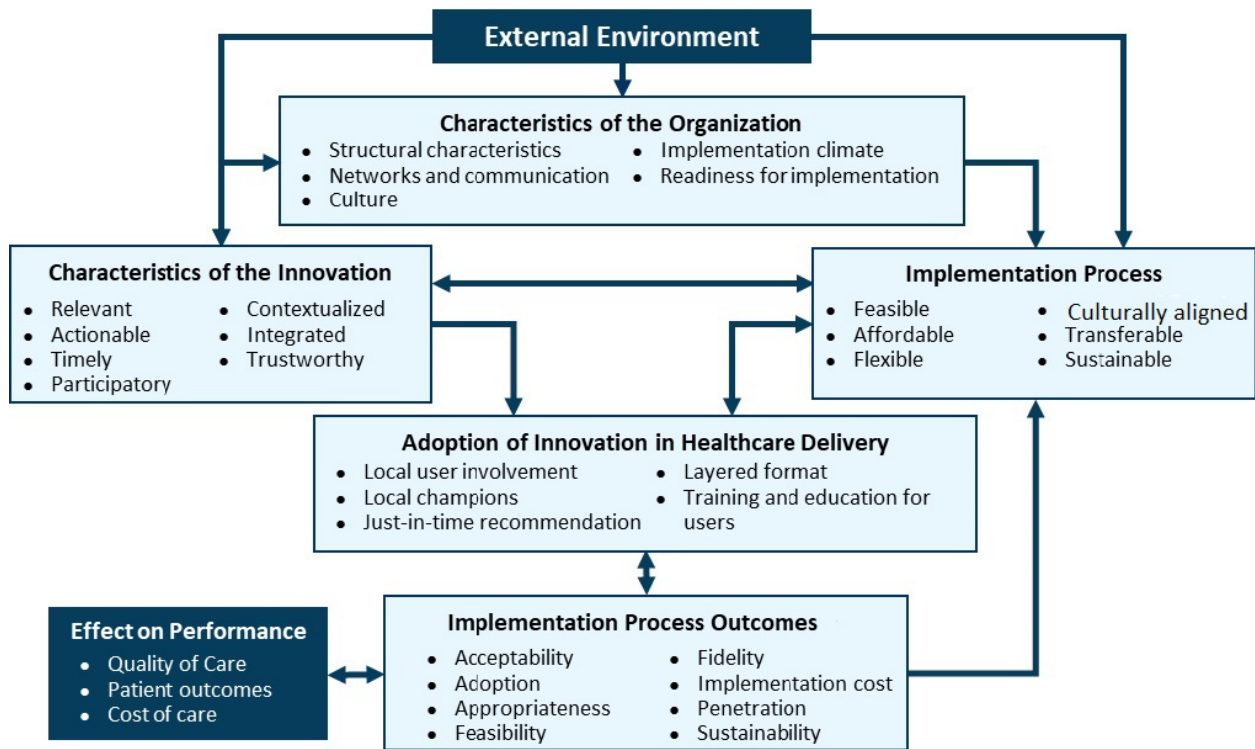 External Environment
Characteristics of the Organization
• Structural characteristics
• Networks and communication
• Culture
• Implementation climate
• Readiness for implementation
Characteristics of the Innovation
• Relevant
• Actionable
• Timely
• Participatory
• Contextualized
• Integrated
• Trustworthy
Implementation Process
• Feasible
• Affordable
• Flexible
• Culturally aligned
• Transferable
• Sustainable
Adoption of Innovation in Healthcare Delivery
• Local user involvement
• Local champions
• Just-in-time recommendation
• Layered format
• Training and education for
users
Effect on Performance
• Quality of Care
• Patient outcomes
• Cost of care
Implementation Process Outcomes
• Acceptability
• Adoption
• Appropriateness
• Feasibility
• Fidelity
• Implementation cost
• Penetration
• Sustainability